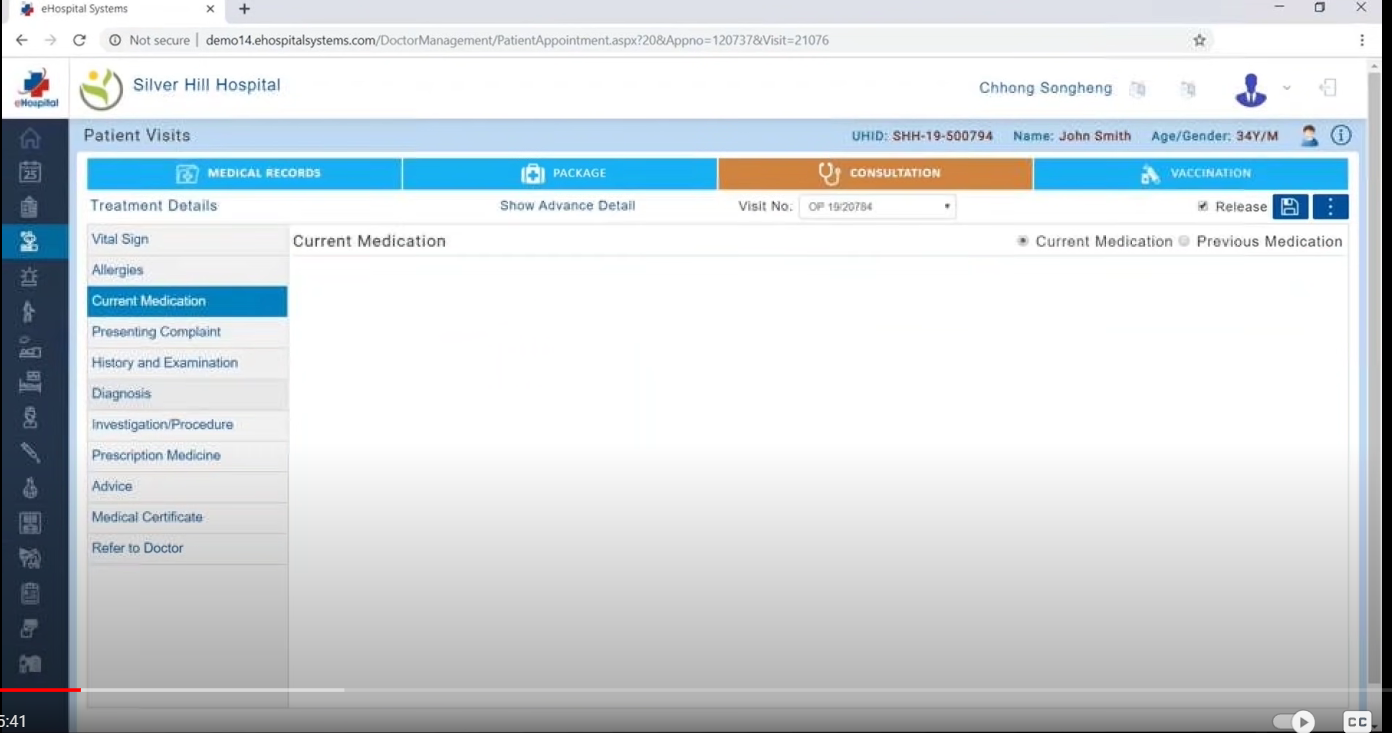 eHospital Systems
Not secure | demo14.ehospitalsystems.com/DoctorManagement/PatientAppointment.aspx?20&Appno=120737&Visit=21076
eHospital
Silver Hill Hospital
Chhong Songheng
Patient Visits
UHID: SHH-19-500794 Name: John Smith Age/Gender: 34Y/M
MEDICAL RECORDS PACKAGE CONSULTATION VACCINATION
25
Treatment Details Show Advance Detail Visit No: OP 19/20784 Release
Vital Sign
Current Medication Current Medication Previous Medication
Allergies
Current Medication
Presenting Complaint
History and Examination
Diagnosis
Investigation/Procedure
Prescription Medicine
Advice
Medical Certificate
Refer to Doctor
5:41
CC